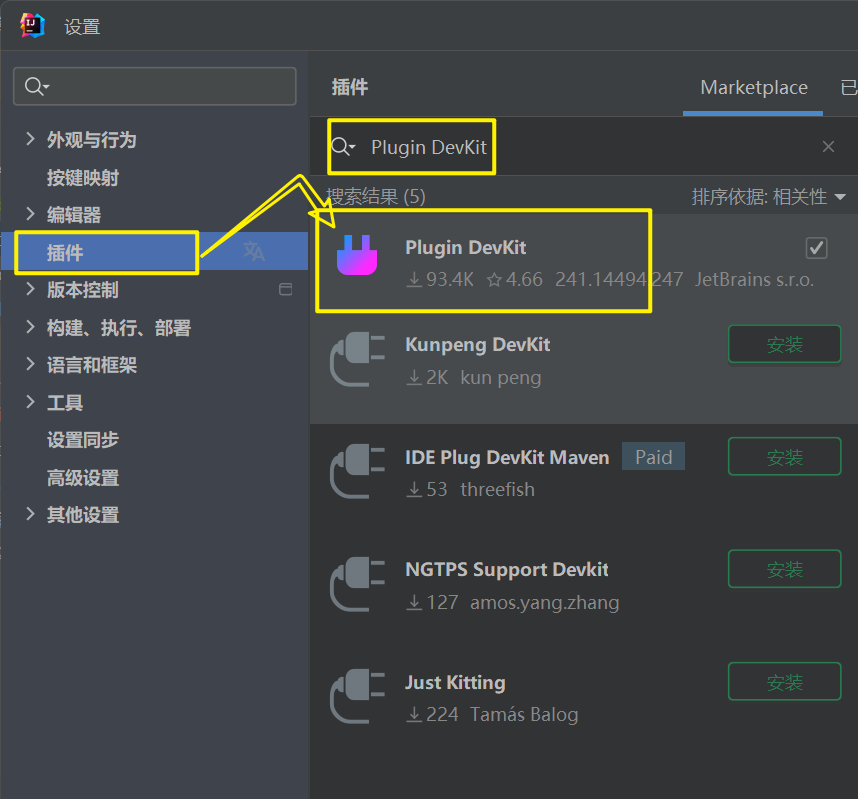 设置
外观与行为
按键映射
编辑器
插件
版本控制
构建、执行、部署
语言和框架
工具
设置同步
高级设置
其他设置
插件 Marketplace 已
Plugin DevKit
搜索结果 (5) 排序依据: 相关性
Plugin DevKit
93.4K 4.66 241.14494.247 JetBrains s.r.o.
Kunpeng DevKit 安装
2K kun peng
IDE Plug DevKit Maven Paid 安装
53 threefish
NGTPS Support Devkit 安装
127 amos.yang.zhang
Just Kitting 安装
224 Tamás Balog